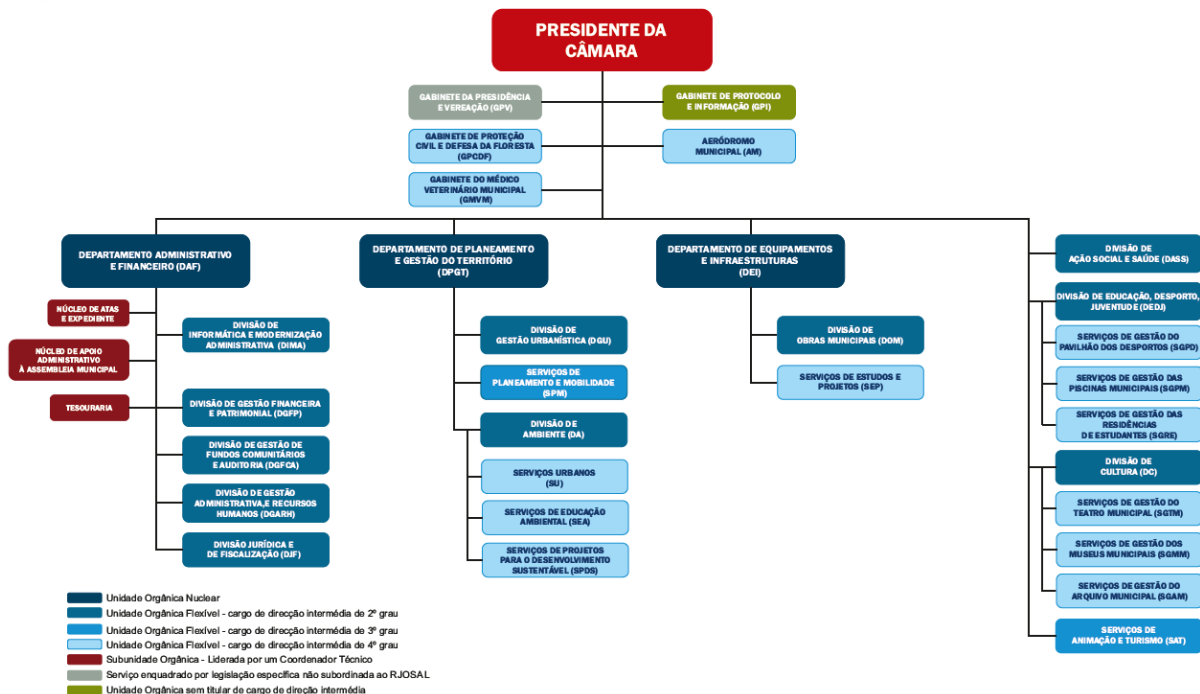 PRESIDENTE DA
CÂMARA
GABINETE DA PRESIDÊNCIA
E VEREAÇÃO (GPV)
GABINETE DE PROTOCOLO
E INFORMAÇÃO (GPI)
GABINETE DE PROTEÇÃO
CIVIL E DEFESA DA FLORESTA
(GPCDF)
AERÓDROMO
MUNICIPAL (AM)
GABINETE DO MÉDICO
VETERINÁRIO MUNICIPAL
(GMVM)
DEPARTAMENTO ADMINISTRATIVO
E FINANCEIRO (DAF)
NÚCLEO DE ATAS
E EXPEDIENTE
DIVISÃO DE
INFORMÁTICA E MODERNIZAÇÃO
ADMINISTRATIVA (DIMA)
NÚCLEO DE APOIO
ADMINISTRATIVO
À ASSEMBLEIA MUNICIPAL
TESOURARIA
DIVISÃO DE GESTÃO FINANCEIRA
E PATRIMONIAL (DGFP)
DIVISÃO DE GESTÃO DE
FUNDOS COMUNITÁRIOS
E AUDITORIA (DGFCA)
DIVISÃO DE GESTÃO
ADMINISTRATIVA,E RECURSOS
HUMANOS (DGARH)
DIVISÃO JURÍDICA E
DE FISCALIZAÇÃO (DJF)
DEPARTAMENTO DE PLANEAMENTO
E GESTÃO DO TERRITÓRIO
(DPGT)
DIVISÃO DE
GESTÃO URBANÍSTICA (DGU)
SERVIÇOS DE
PLANEAMENTO E MOBILIDADE
(SPM)
DIVISÃO DE
AMBIENTE (DA)
SERVIÇOS URBANOS
(SU)
SERVIÇOS DE EDUCAÇÃO
AMBIENTAL (SEA)
SERVIÇOS DE PROJETOS
PARA O DESENVOLVIMENTO
SUSTENTÁVEL (SPDS)
DEPARTAMENTO DE EQUIPAMENTOS
E INFRAESTRUTURAS
(DEI)
DIVISÃO DE
OBRAS MUNICIPAIS (DOM)
SERVIÇOS DE ESTUDOS E
PROJETOS (SEP)
DIVISÃO DE
AÇÃO SOCIAL E SAÚDE (DASS)
DIVISÃO DE EDUCAÇÃO, DESPORTO,
JUVENTUDE (DEDJ)
SERVIÇOS DE GESTÃO DO
PAVILHÃO DOS DESPORTOS (SGPD)
SERVIÇOS DE GESTÃO DAS
PISCINAS MUNICIPAIS (SGPM)
SERVIÇOS DE GESTÃO DAS
RESIDÊNCIAS
DE ESTUDANTES (SGRE)
DIVISÃO DE
CULTURA (DC)
SERVIÇOS DE GESTÃO DO
TEATRO MUNICIPAL (SGTM)
SERVIÇOS DE GESTÃO DOS
MUSEUS MUNICIPAIS (SGMM)
SERVIÇOS DE GESTÃO DO
ARQUIVO MUNICIPAL (SGAM)
SERVIÇOS DE
ANIMAÇÃO E TURISMO (SAT)
Unidade Orgânica Nuclear
Unidade Orgânica Flexível - cargo de direcção intermédia de 2º grau
Unidade Orgânica Flexível - cargo de direcção intermédia de 3º grau
Unidade Orgânica Flexível - cargo de direcção intermédia de 4º grau
Subunidade Orgânica - Liderada por um Coordenador Técnico
Serviço enquadrado por legislação específica não subordinada ao RJOSAL
Unidade Orgânica sem titular de cargo de direção intermédia